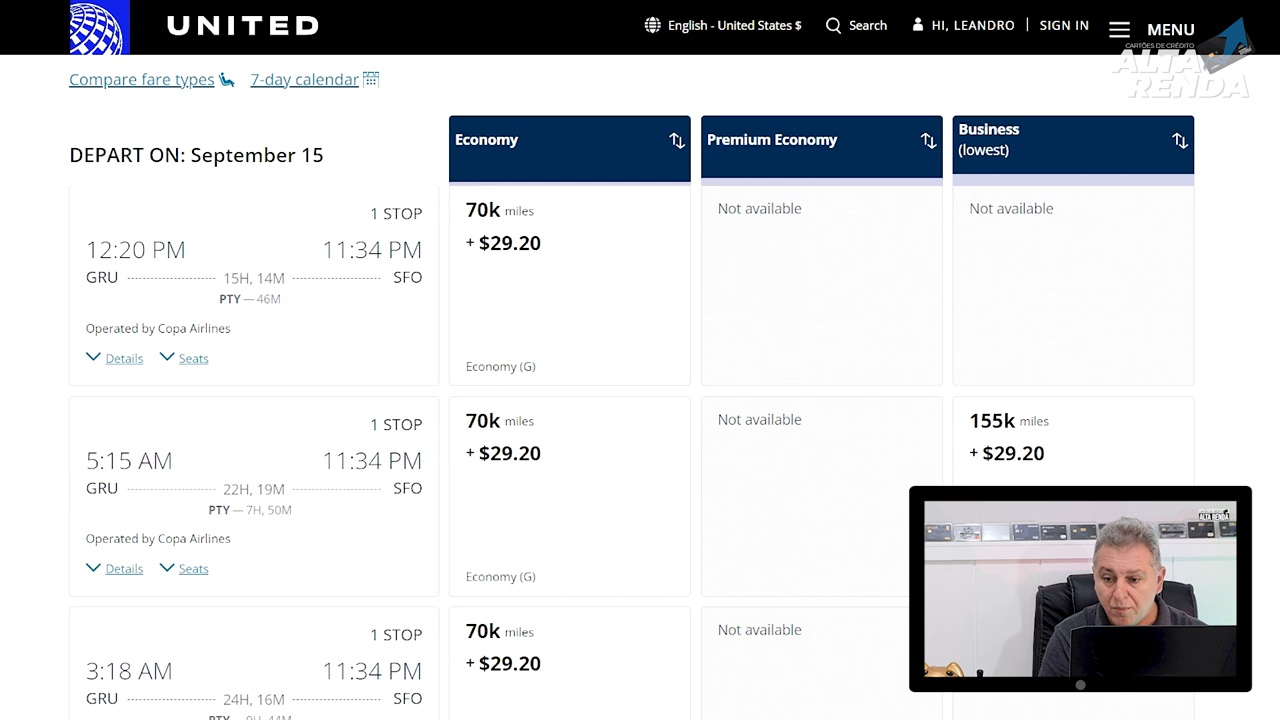 UNITED
English - United States $
Search
HI, LEANDRO
SIGN IN
MENU
CARTÕES DE CRÉDITO
ALTA
RENDA
Compare fare types
7-day calendar
DEPART ON: September 15
Economy
Premium Economy
Business
(lowest)
1 STOP
12:20 PM
11:34 PM
GRU
15H, 14M
SFO
PTY — 46M
Operated by Copa Airlines
Details
Seats
70k miles
+ $29.20
Economy (G)
Not available
Not available
1 STOP
5:15 AM
11:34 PM
GRU
22H, 19M
SFO
PTY — 7H, 50M
Operated by Copa Airlines
Details
Seats
70k miles
+ $29.20
Economy (G)
Not available
155k miles
+ $29.20
1 STOP
3:18 AM
11:34 PM
GRU
24H, 16M
SFO
PTY — 9H, 44M
70k miles
+ $29.20
Not available
ALTA RENDA